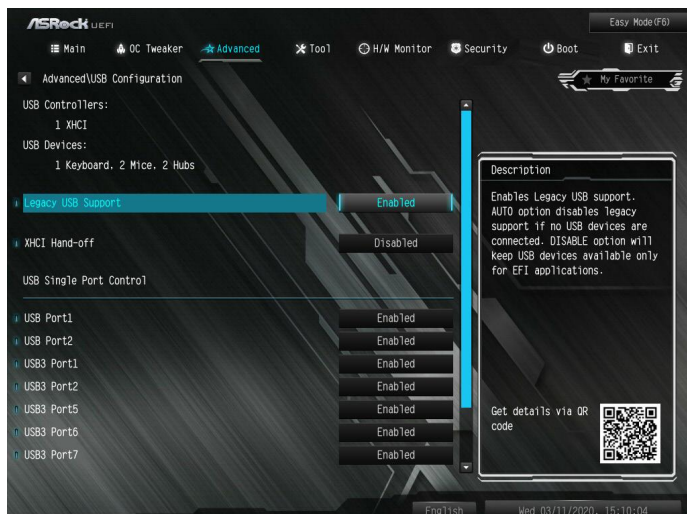 ASRock UEFI
Easy Mode(F6)
Main OC Tweaker Advanced Tool H/W Monitor Security Boot Exit
Advanced\USB Configuration
My Favorite
USB Controllers:
1 XHCI
USB Devices:
1 Keyboard, 2 Mice, 2 Hubs
Legacy USB Support Enabled
XHCI Hand-off Disabled
USB Single Port Control
USB Port1 Enabled
USB Port2 Enabled
USB3 Port1 Enabled
USB3 Port2 Enabled
USB3 Port5 Enabled
USB3 Port6 Enabled
USB3 Port7 Enabled
Description
Enables Legacy USB support.
AUTO option disables legacy
support if no USB devices are
connected. DISABLE option will
keep USB devices available only
for EFI applications.
Get details via QR
code
English
Wed 03/11/2020, 15:10:04